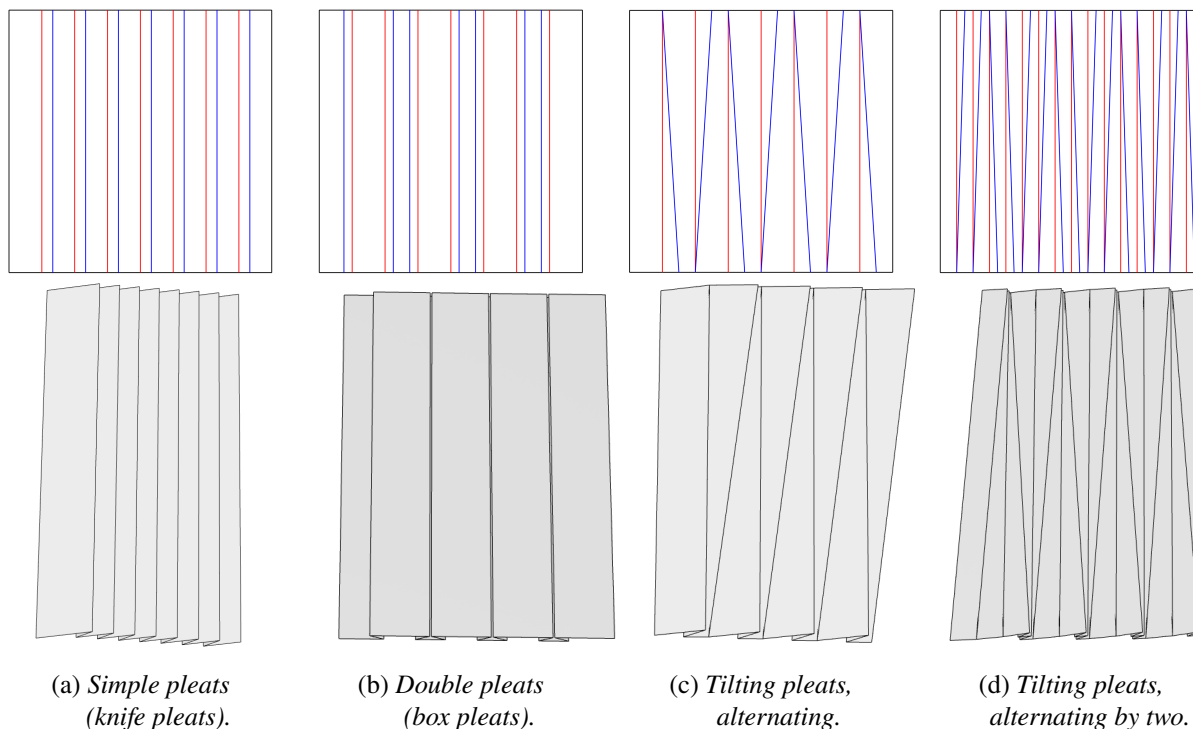 (a) Simple pleats
(knife pleats).
(b) Double pleats
(box pleats).
(c) Tilting pleats,
alternating.
(d) Tilting pleats,
alternating by two.